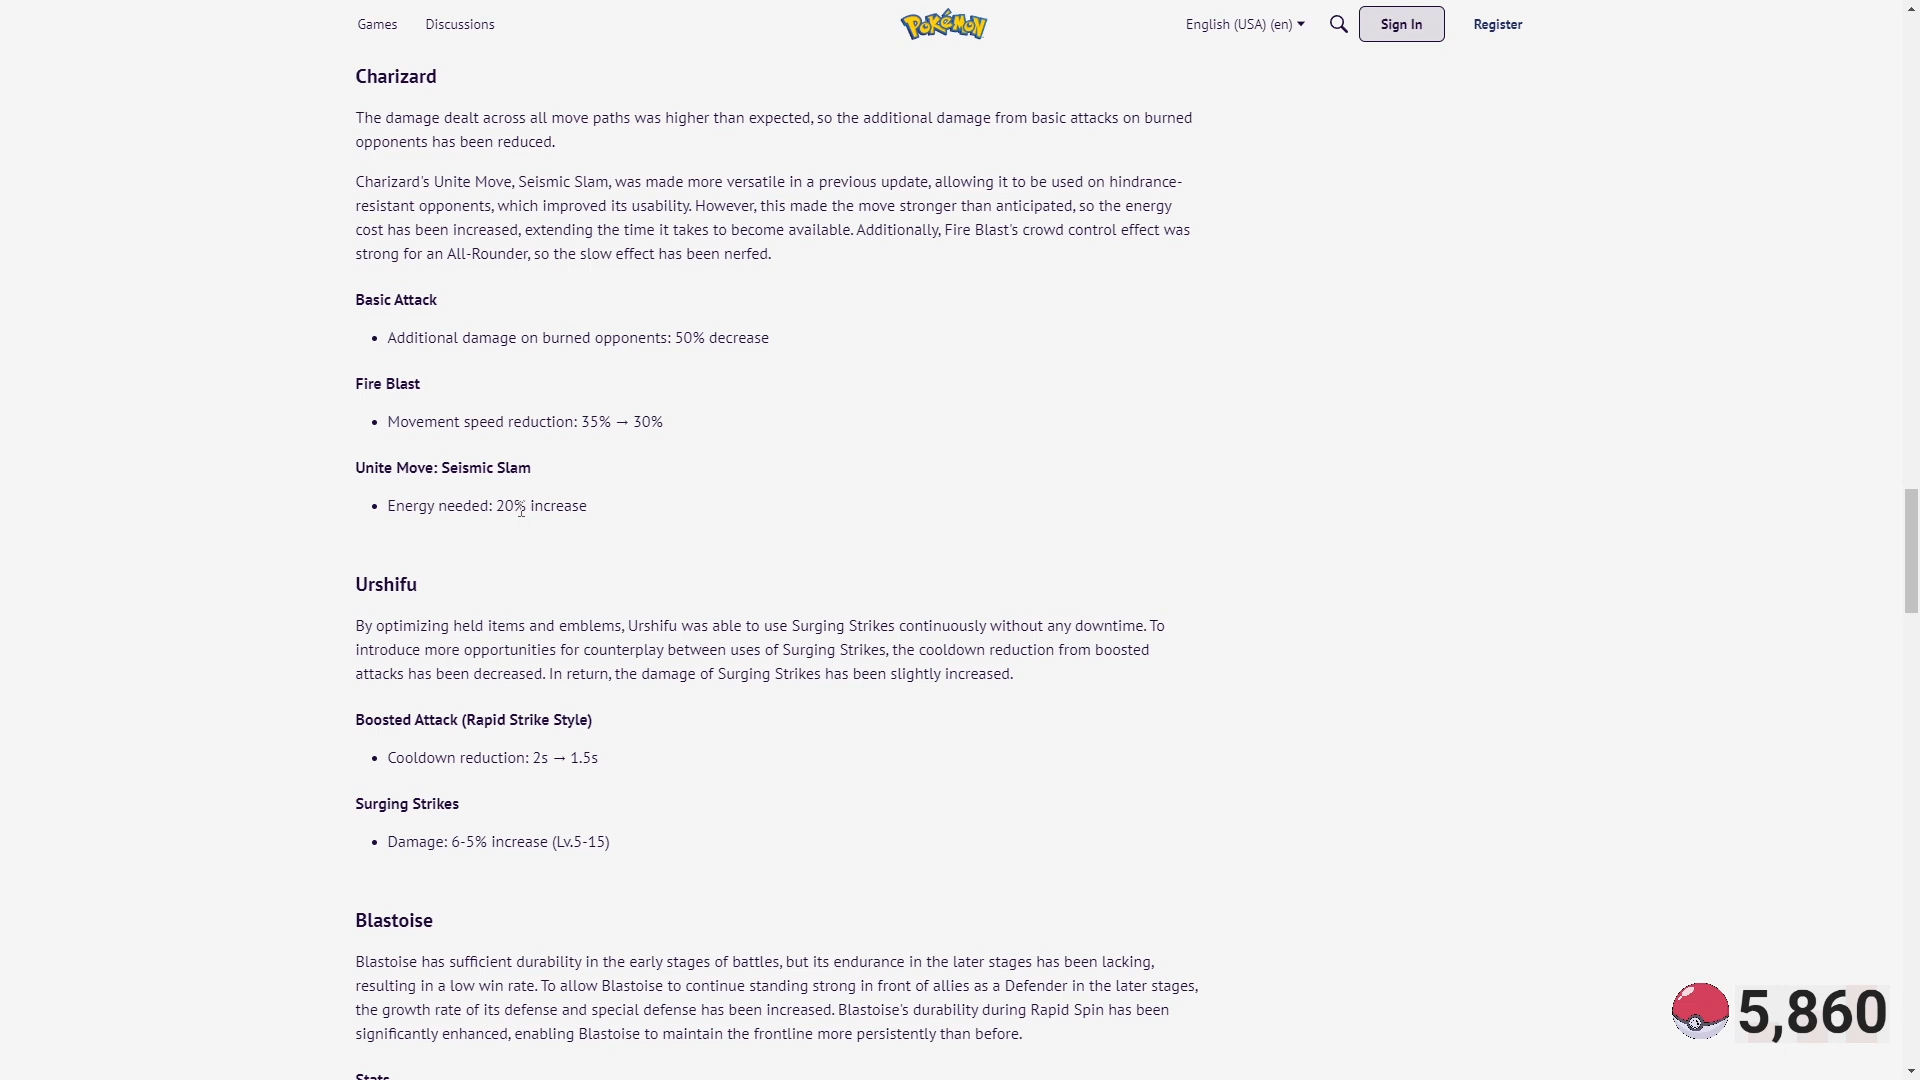 Games Discussions POKéMON English (USA) (en) Sign In Register
Charizard
The damage dealt across all move paths was higher than expected, so the additional damage from basic attacks on burned
opponents has been reduced.
Charizard's Unite Move, Seismic Slam, was made more versatile in a previous update, allowing it to be used on hindrance-
resistant opponents, which improved its usability. However, this made the move stronger than anticipated, so the energy
cost has been increased, extending the time it takes to become available. Additionally, Fire Blast's crowd control effect was
strong for an All-Rounder, so the slow effect has been nerfed.
Basic Attack
• Additional damage on burned opponents: 50% decrease
Fire Blast
• Movement speed reduction: 35% → 30%
Unite Move: Seismic Slam
• Energy needed: 20% increase
Urshifu
By optimizing held items and emblems, Urshifu was able to use Surging Strikes continuously without any downtime. To
introduce more opportunities for counterplay between uses of Surging Strikes, the cooldown reduction from boosted
attacks has been decreased. In return, the damage of Surging Strikes has been slightly increased.
Boosted Attack (Rapid Strike Style)
• Cooldown reduction: 2s → 1.5s
Surging Strikes
• Damage: 6-5% increase (Lv.5-15)
Blastoise
Blastoise has sufficient durability in the early stages of battles, but its endurance in the later stages has been lacking,
resulting in a low win rate. To allow Blastoise to continue standing strong in front of allies as a Defender in the later stages,
the growth rate of its defense and special defense has been increased. Blastoise's durability during Rapid Spin has been
significantly enhanced, enabling Blastoise to maintain the frontline more persistently than before.
5,860
Stats